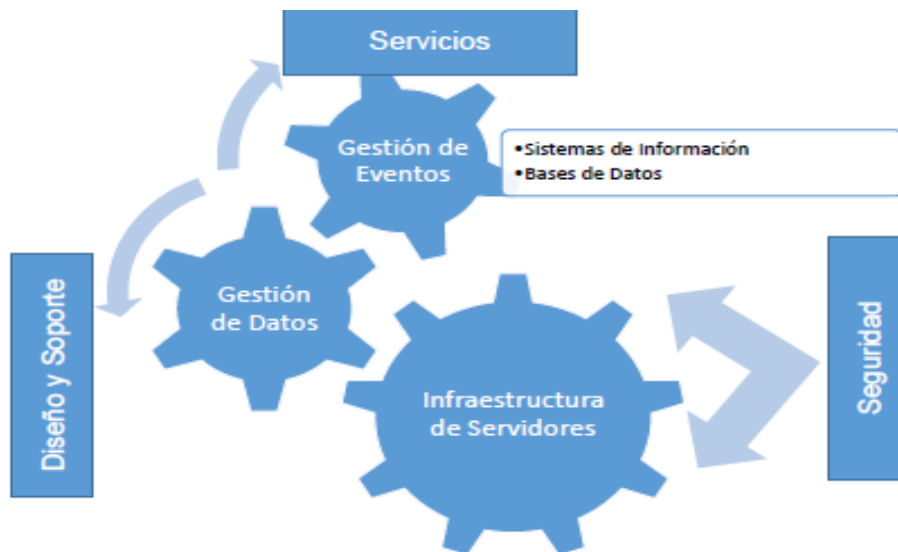 Servicios
Gestión de
Eventos
•Sistemas de Información
•Bases de Datos
Gestión
de Datos
Diseño y Soporte
Infraestructura
de Servidores
Seguridad